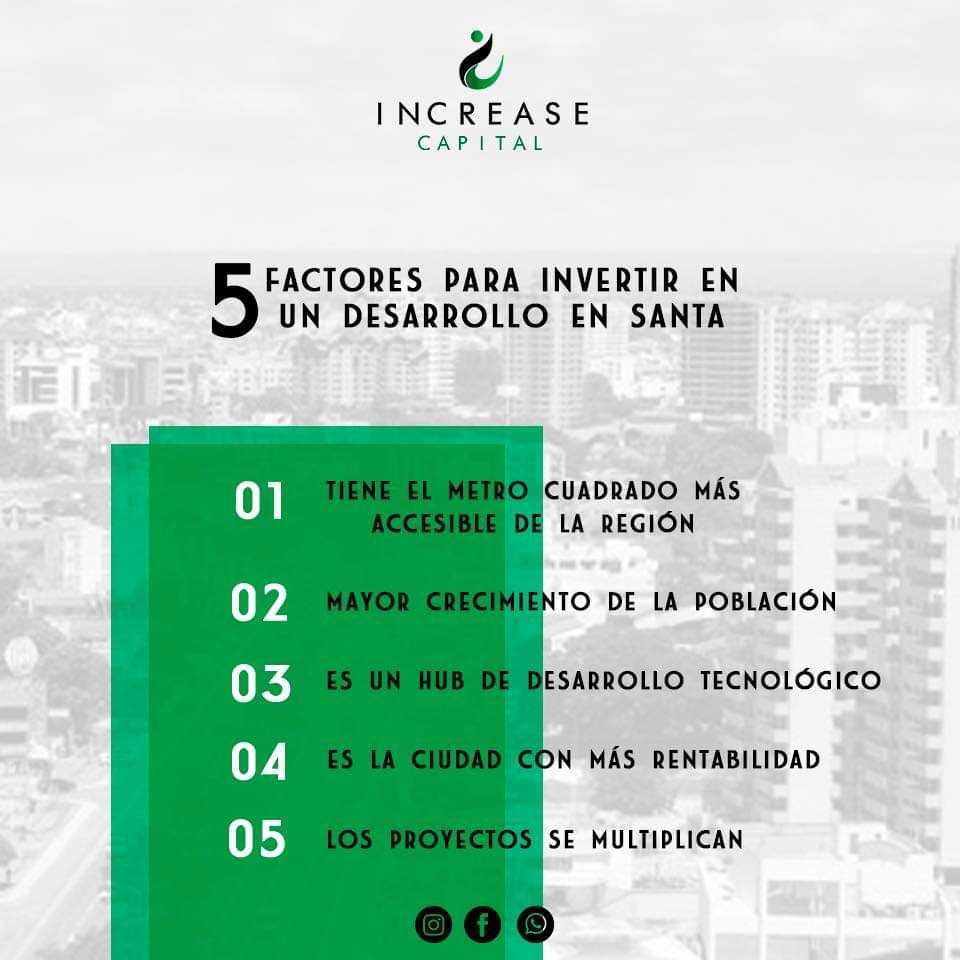 INCREASE
CAPITAL
5 FACTORES PARA INVERTIR EN
UN DESARROLLO EN SANTA
01 TIENE EL METRO CUADRADO MÁS
ACCESIBLE DE LA REGIÓN
02 MAYOR CRECIMIENTO DE LA POBLACIÓN
03 ES UN HUB DE DESARROLLO TECNOLÓGICO
04 ES LA CIUDAD CON MÁS RENTABILIDAD
05 LOS PROYECTOS SE MULTIPLICAN